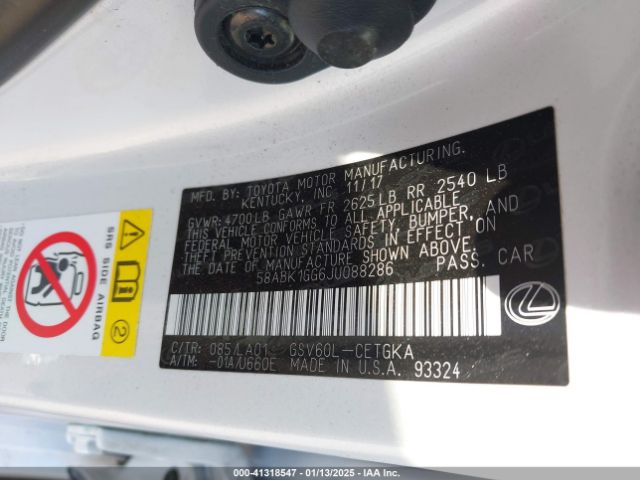 MFD. BY: TOYOTA MOTOR MANUFACTURING.
KENTUCKY, INC 11/17
GVWR: 4700LB GAWR FR 2625LB RR 2540 LB
THIS VEHICLE CONFORMS TO ALL APPLICABLE
FEDERAL MOTOR VEHICLE SAFETY, BUMPER, AND
THEFT PREVENTION STANDARDS IN EFFECT ON
THE DATE OF MANUFACTURE SHOWN ABOVE.
58ABK1GG6JU088286 PASS. CAR
C/TR: 085/LA01 GSV60L-CETGKA
A/TM: -01A/U660E MADE IN U.S.A. 93324
SRS SIDE AIRBAG
2
000-41318547 - 01/13/2025 - IAA Inc.